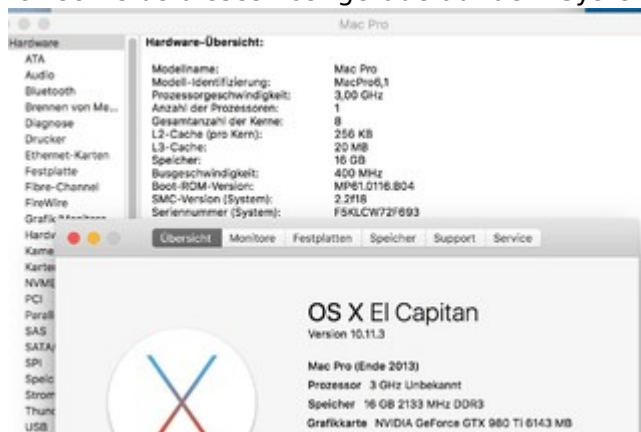 Mac Pro
Hardware
ATA
Audio
Bluetooth
Brennen von Me...
Diagnose
Drucker
Ethernet-Karten
Festplatte
Fibre-Channel
FireWire
Hardware-Übersicht:
Modellname: Mac Pro
Modell-Identifizierung: MacPro6,1
Prozessorgeschwindigkeit: 3,00 GHz
Anzahl der Prozessoren: 1
Gesamtanzahl der Kerne: 8
L2-Cache (pro Kern): 256 KB
L3-Cache: 20 MB
Speicher: 16 GB
Busgeschwindigkeit: 400 MHz
Boot-ROM-Version: MP61.0116.B04
SMC-Version (System): 2.2f18
Seriennummer (System): F5KLCW72F693
PCI
SAS
SPI
USB
Übersicht Monitore Festplatten Speicher Support Service
OS X El Capitan
Version 10.11.3
Mac Pro (Ende 2013)
Prozessor 3 GHz Unbekannt
Speicher 16 GB 2133 MHz DDR3
Grafikkarte NVIDIA GeForce GTX 980 Ti 6143 MB